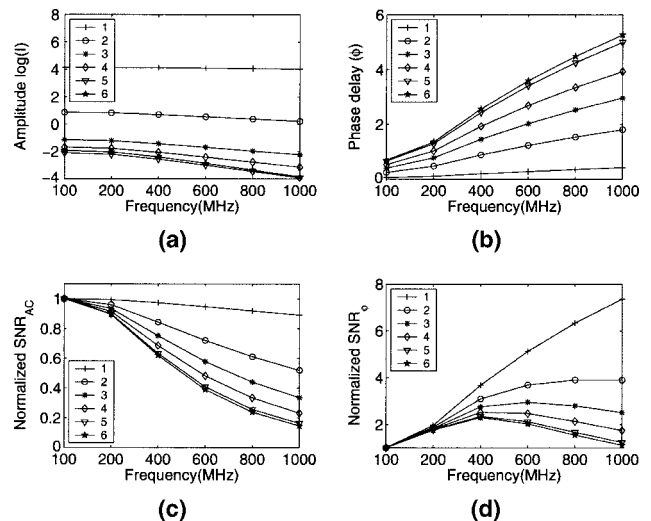 8
6
4
2
0
-2
-4
Amplitude log(I)
1
2
3
4
5
6
100 200 400 600 800 1000
Frequency(MHz)
(a)
6
4
2
0
Phase delay (ϕ)
1
2
3
4
5
6
100 200 400 600 800 1000
Frequency(MHz)
(b)
1
0.8
0.6
0.4
0.2
0
Normalized SNR_AC
1
2
3
4
5
6
100 200 400 600 800 1000
Frequency(MHz)
(c)
8
6
4
2
Normalized SNR_φ
1
2
3
4
5
6
100 200 400 600 800 1000
Frequency(MHz)
(d)